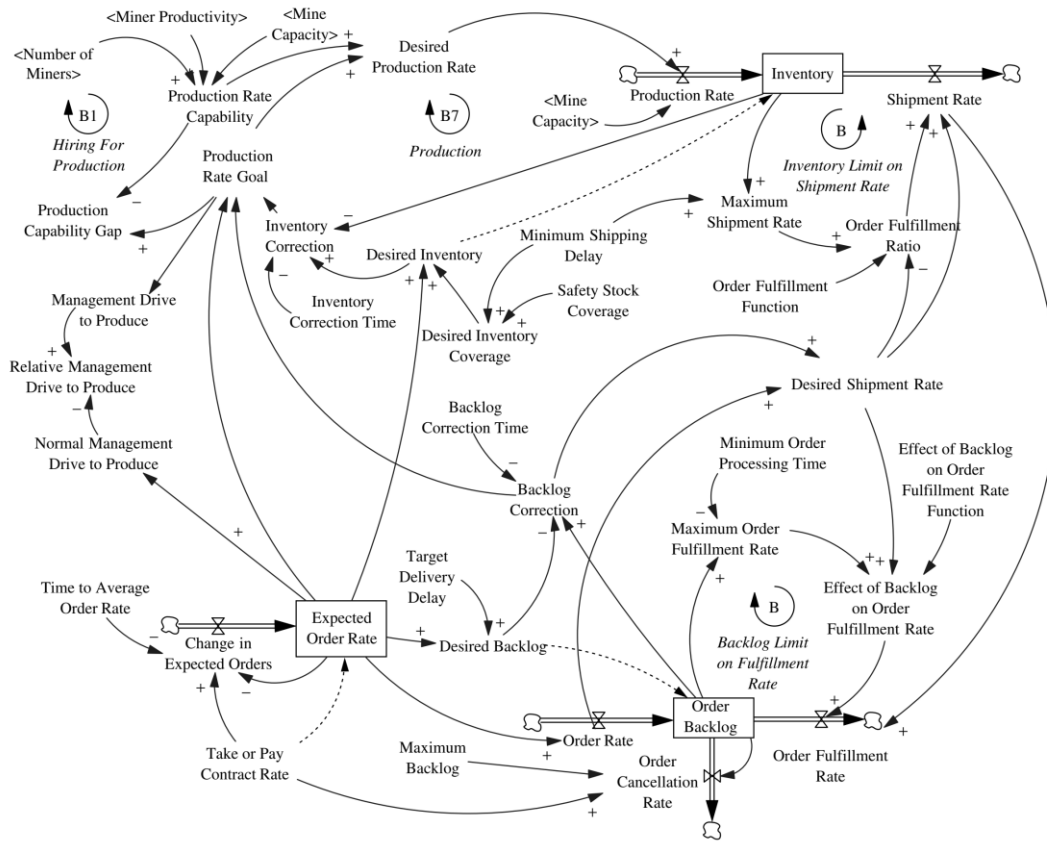 <Miner Productivity>
<Number of
Miners>
<Mine
Capacity>
Desired
Production Rate
Production Rate
Capability
B1
Hiring For
Production
B7
Production
<Mine
Capacity>
Production Rate
Inventory
Shipment Rate
B
Inventory Limit on
Shipment Rate
Production
Rate Goal
Production
Capability Gap
Inventory
Correction
Desired Inventory
Minimum Shipping
Delay
Maximum
Shipment Rate
Order Fulfillment
Ratio
Inventory
Correction Time
Safety Stock
Coverage
Order Fulfillment
Function
Management Drive
to Produce
Desired Inventory
Coverage
Relative Management
Drive to Produce
Desired Shipment Rate
Normal Management
Drive to Produce
Backlog
Correction Time
Minimum Order
Processing Time
Effect of Backlog
on Order
Fulfillment Rate
Function
Backlog
Correction
Maximum Order
Fulfillment Rate
Time to Average
Order Rate
Target
Delivery
Delay
B
Backlog Limit
on Fulfillment
Rate
Effect of Backlog
on Order
Fulfillment Rate
Change in
Expected Orders
Expected
Order Rate
Desired Backlog
Order
Backlog
Order Rate
Order Fulfillment
Rate
Take or Pay
Contract Rate
Maximum
Backlog
Order
Cancellation
Rate